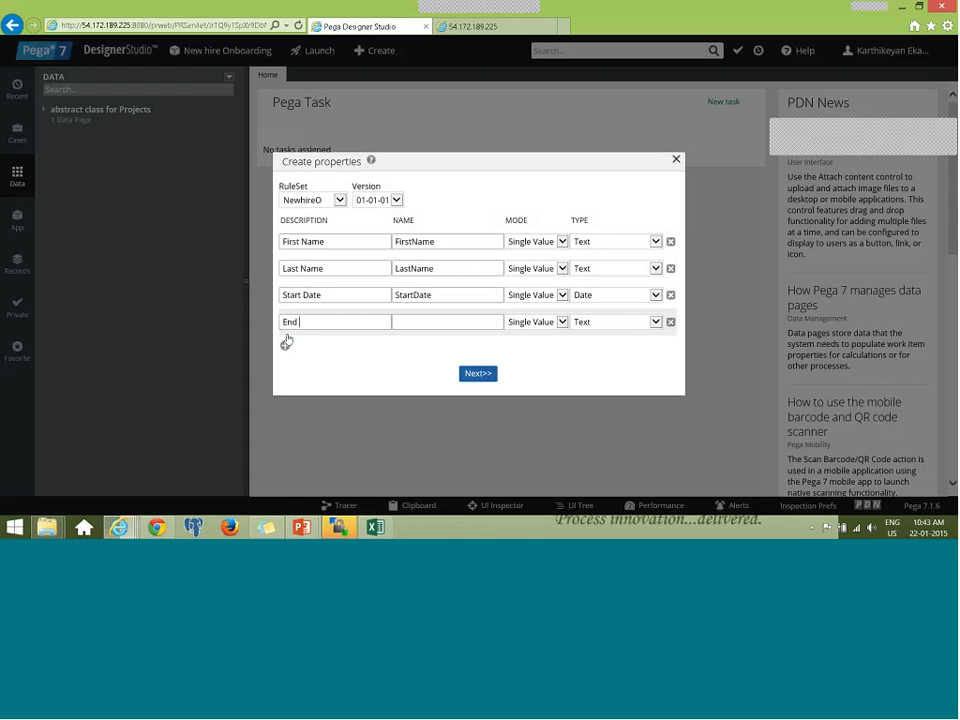 http://54.172.189.225:8080/prweb/PRServlet/
Pega Designer Studio
54.172.189.225
Pega 7
DesignerStudio™
New hire Onboarding
Launch
Create
Search...
Help
Karthikeyan Eka...
Recent
Cases
Data
App
Records
Private
Favorite
DATA
Search...
abstract class for Projects
1 Data Page
Home
Pega Task
New task
No tasks assigned
Create properties
RuleSet Version
NewhireO 01-01-01
DESCRIPTION NAME MODE TYPE
First Name FirstName Single Value Text
Last Name LastName Single Value Text
Start Date StartDate Single Value Date
End Single Value Text
Next>>
PDN News
User Interface
Use the Attach content control to
upload and attach image files to a
desktop or mobile applications. This
control features drag and drop
functionality for adding multiple files
at a time, and can be configured to
display to users as a button, link, or
icon.
How Pega 7 manages data
pages
Data Management
Data pages store data that the
system needs to populate work item
properties for calculations or for
other processes.
How to use the mobile
barcode and QR code
scanner
Pega Mobility
The Scan Barcode/QR Code action is
used in a mobile application using
the Pega 7 mobile app to launch
native scanning functionality.
Tracer
Clipboard
UI Inspector
UI Tree
Performance
Alerts
Inspection Prefs
PDN
Pega 7.1.6
Process innovation...delivered.
ENG
US
10:43 AM
22-01-2015